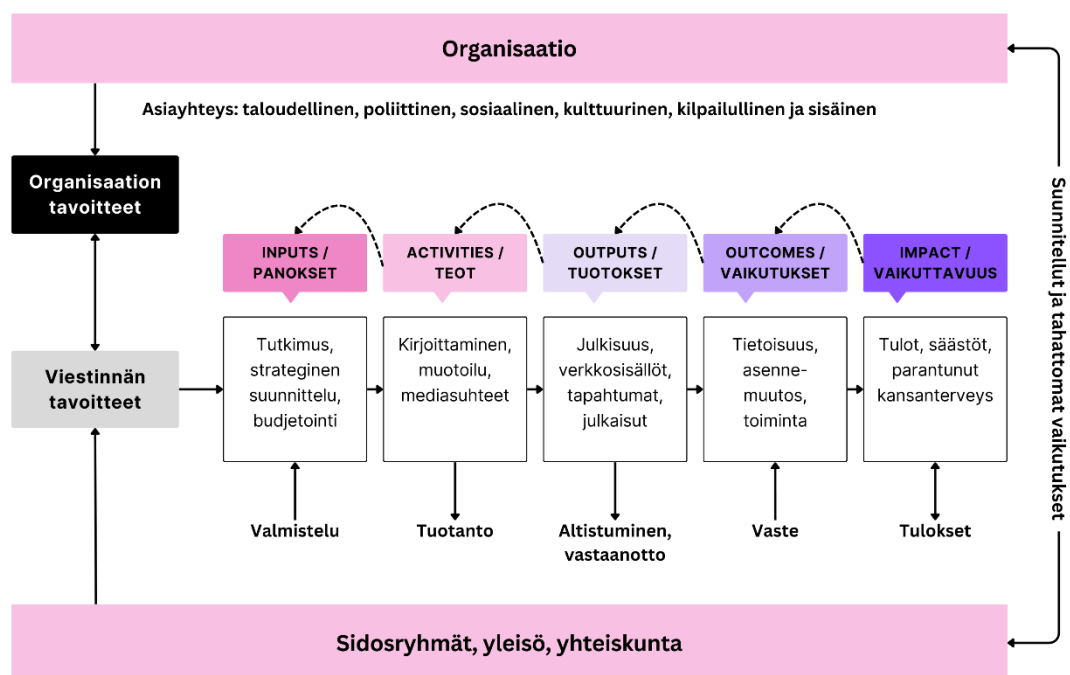 Organisaatio
Asiayhteys: taloudellinen, poliittinen, sosiaalinen, kulttuurinen, kilpailullinen ja sisäinen
Organisaation
tavoitteet
Viestinnän
tavoitteet
INPUTS /
PANOKSET
Tutkimus,
strateginen
suunnittelu,
budjetointi
Valmistelu
ACTIVITIES /
TEOT
Kirjoittaminen,
muotoilu,
mediasuhteet
Tuotanto
OUTPUTS /
TUOTOKSET
Julkisuus,
verkkosisällöt,
tapahtumat,
julkaisut
Altistuminen,
vastaanotto
OUTCOMES /
VAIKUTUKSET
Tietoisuus,
asenne-
muutos,
toiminta
Vaste
IMPACT /
VAIKUTTAVUUS
Tulot, säästöt,
parantunut
kansanterveys
Tulokset
Suunnitellut ja tahattomat vaikutukset
Sidosryhmät, yleisö, yhteiskunta